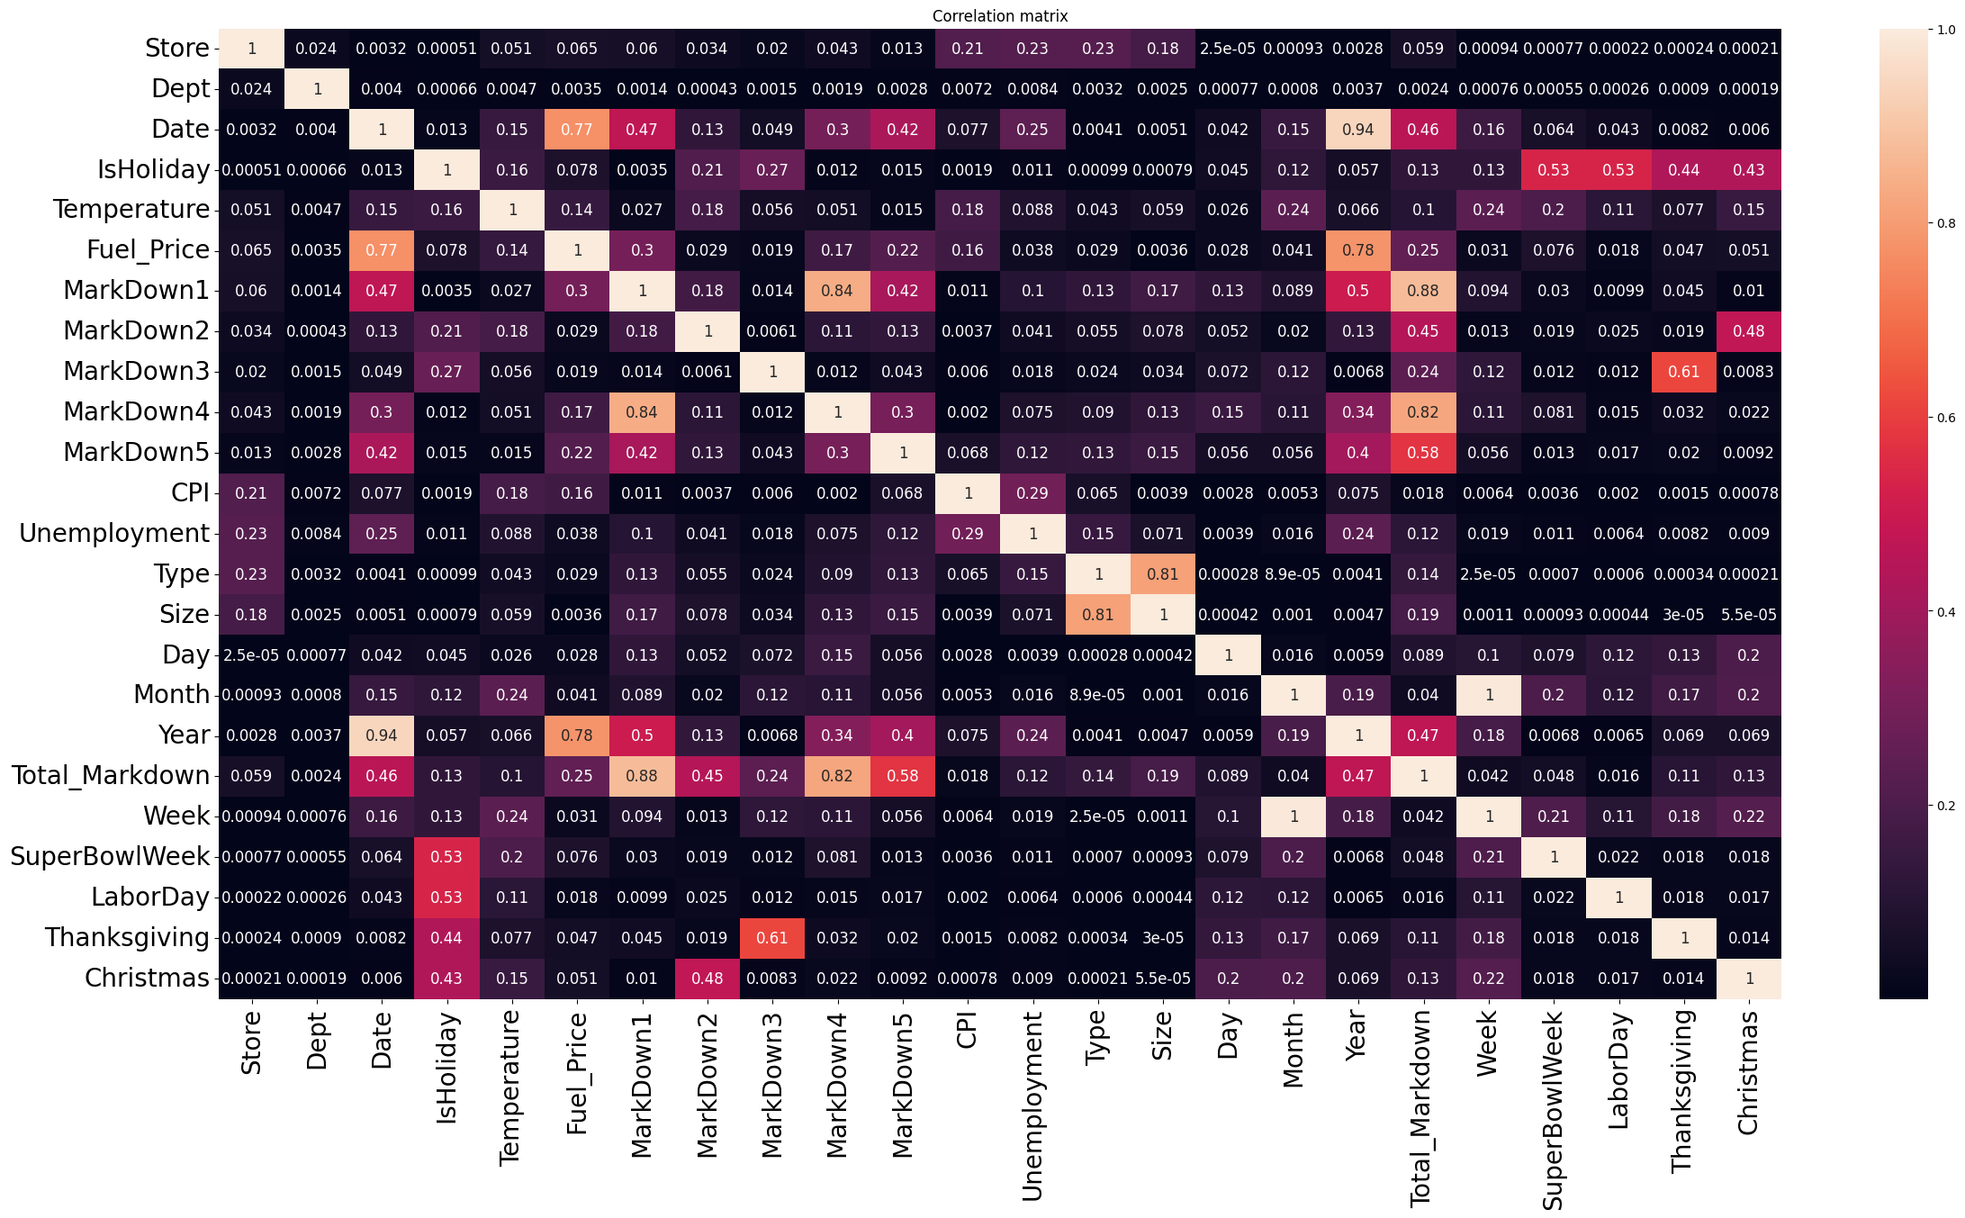 Correlation matrix
Store 1 0.024 0.0032 0.00051 0.051 0.065 0.06 0.034 0.02 0.043 0.013 0.21 0.23 0.23 0.18 2.5e-05 0.00093 0.0028 0.059 0.00094 0.00077 0.00022 0.00024 0.00021
Dept 0.024 1 0.004 0.00066 0.0047 0.0035 0.0014 0.00043 0.0015 0.0019 0.0028 0.0072 0.0084 0.0032 0.0025 0.00077 0.0008 0.0037 0.0024 0.00076 0.00055 0.00026 0.0009 0.00019
Date 0.0032 0.004 1 0.013 0.15 0.77 0.47 0.13 0.049 0.3 0.42 0.077 0.25 0.0041 0.0051 0.042 0.15 0.94 0.46 0.16 0.064 0.043 0.0082 0.006
IsHoliday 0.00051 0.00066 0.013 1 0.16 0.078 0.0035 0.21 0.27 0.012 0.015 0.0019 0.011 0.00099 0.00079 0.045 0.12 0.057 0.13 0.13 0.53 0.53 0.44 0.43
Temperature 0.051 0.0047 0.15 0.16 1 0.14 0.027 0.18 0.056 0.051 0.015 0.18 0.088 0.043 0.059 0.026 0.24 0.066 0.1 0.24 0.2 0.11 0.077 0.15
Fuel_Price 0.065 0.0035 0.77 0.078 0.14 1 0.3 0.029 0.019 0.17 0.22 0.16 0.038 0.029 0.0036 0.028 0.041 0.78 0.25 0.031 0.076 0.018 0.047 0.051
MarkDown1 0.06 0.0014 0.47 0.0035 0.027 0.3 1 0.18 0.014 0.84 0.42 0.011 0.1 0.13 0.17 0.13 0.089 0.5 0.88 0.094 0.03 0.0099 0.045 0.01
MarkDown2 0.034 0.00043 0.13 0.21 0.18 0.029 0.18 1 0.0061 0.11 0.13 0.0037 0.041 0.055 0.078 0.052 0.02 0.13 0.45 0.013 0.019 0.025 0.019 0.48
MarkDown3 0.02 0.0015 0.049 0.27 0.056 0.019 0.014 0.0061 1 0.012 0.043 0.006 0.018 0.024 0.034 0.072 0.12 0.0068 0.24 0.12 0.012 0.012 0.61 0.0083
MarkDown4 0.043 0.0019 0.3 0.012 0.051 0.17 0.84 0.11 0.012 1 0.3 0.002 0.075 0.09 0.13 0.15 0.11 0.34 0.82 0.11 0.081 0.015 0.032 0.022
MarkDown5 0.013 0.0028 0.42 0.015 0.015 0.22 0.42 0.13 0.043 0.3 1 0.068 0.12 0.13 0.15 0.056 0.056 0.4 0.58 0.056 0.013 0.017 0.02 0.0092
CPI 0.21 0.0072 0.077 0.0019 0.18 0.16 0.011 0.0037 0.006 0.002 0.068 1 0.29 0.065 0.0039 0.0028 0.0053 0.075 0.018 0.0064 0.0036 0.002 0.0015 0.00078
Unemployment 0.23 0.0084 0.25 0.011 0.088 0.038 0.1 0.041 0.018 0.075 0.12 0.29 1 0.15 0.071 0.0039 0.016 0.24 0.12 0.019 0.011 0.0064 0.0082 0.009
Type 0.23 0.0032 0.0041 0.00099 0.043 0.029 0.13 0.055 0.024 0.09 0.13 0.065 0.15 1 0.81 0.00028 8.9e-05 0.0041 0.14 2.5e-05 0.0007 0.0006 0.00034 0.00021
Size 0.18 0.0025 0.0051 0.00079 0.059 0.0036 0.17 0.078 0.034 0.13 0.15 0.0039 0.071 0.81 1 0.00042 0.001 0.0047 0.19 0.0011 0.00093 0.00044 3e-05 5.5e-05
Day 2.5e-05 0.00077 0.042 0.045 0.026 0.028 0.13 0.052 0.072 0.15 0.056 0.0028 0.0039 0.00028 0.00042 1 0.016 0.0059 0.089 0.1 0.079 0.12 0.13 0.2
Month 0.00093 0.0008 0.15 0.12 0.24 0.041 0.089 0.02 0.12 0.11 0.056 0.0053 0.016 8.9e-05 0.001 0.016 1 0.19 0.04 1 0.2 0.12 0.17 0.2
Year 0.0028 0.0037 0.94 0.057 0.066 0.78 0.5 0.13 0.0068 0.34 0.4 0.075 0.24 0.0041 0.0047 0.0059 0.19 1 0.47 0.18 0.0068 0.0065 0.069 0.069
Total_Markdown 0.059 0.0024 0.46 0.13 0.1 0.25 0.88 0.45 0.24 0.82 0.58 0.018 0.12 0.14 0.19 0.089 0.04 0.47 1 0.042 0.048 0.016 0.11 0.13
Week 0.00094 0.00076 0.16 0.13 0.24 0.031 0.094 0.013 0.12 0.11 0.056 0.0064 0.019 2.5e-05 0.0011 0.1 1 0.18 0.042 1 0.21 0.11 0.18 0.22
SuperBowlWeek 0.00077 0.00055 0.064 0.53 0.2 0.076 0.03 0.019 0.012 0.081 0.013 0.0036 0.011 0.0007 0.00093 0.079 0.2 0.0068 0.048 0.21 1 0.022 0.018 0.018
LaborDay 0.00022 0.00026 0.043 0.53 0.11 0.018 0.0099 0.025 0.012 0.015 0.017 0.002 0.0064 0.0006 0.00044 0.12 0.12 0.0065 0.016 0.11 0.022 1 0.018 0.017
Thanksgiving 0.00024 0.0009 0.0082 0.44 0.077 0.047 0.045 0.019 0.61 0.032 0.02 0.0015 0.0082 0.00034 3e-05 0.13 0.17 0.069 0.11 0.18 0.018 0.018 1 0.014
Christmas 0.00021 0.00019 0.006 0.43 0.15 0.051 0.01 0.48 0.0083 0.022 0.0092 0.00078 0.009 0.00021 5.5e-05 0.2 0.2 0.069 0.13 0.22 0.018 0.017 0.014 1
Store Dept Date IsHoliday Temperature Fuel_Price MarkDown1 MarkDown2 MarkDown3 MarkDown4 MarkDown5 CPI Unemployment Type Size Day Month Year Total_Markdown Week SuperBowlWeek LaborDay Thanksgiving Christmas
1.0
0.8
0.6
0.4
0.2